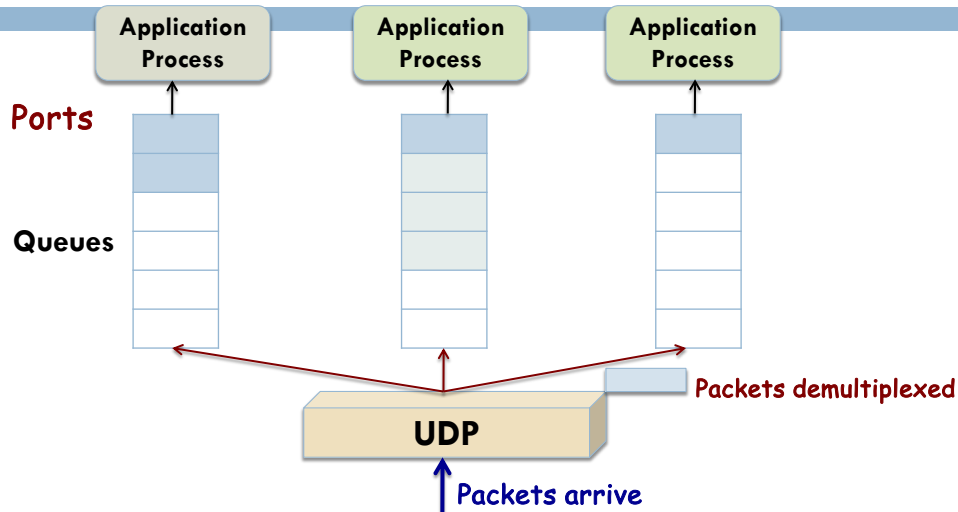 Application
Process
Application
Process
Application
Process
Ports
Queues
Packets demultiplexed
UDP
Packets arrive